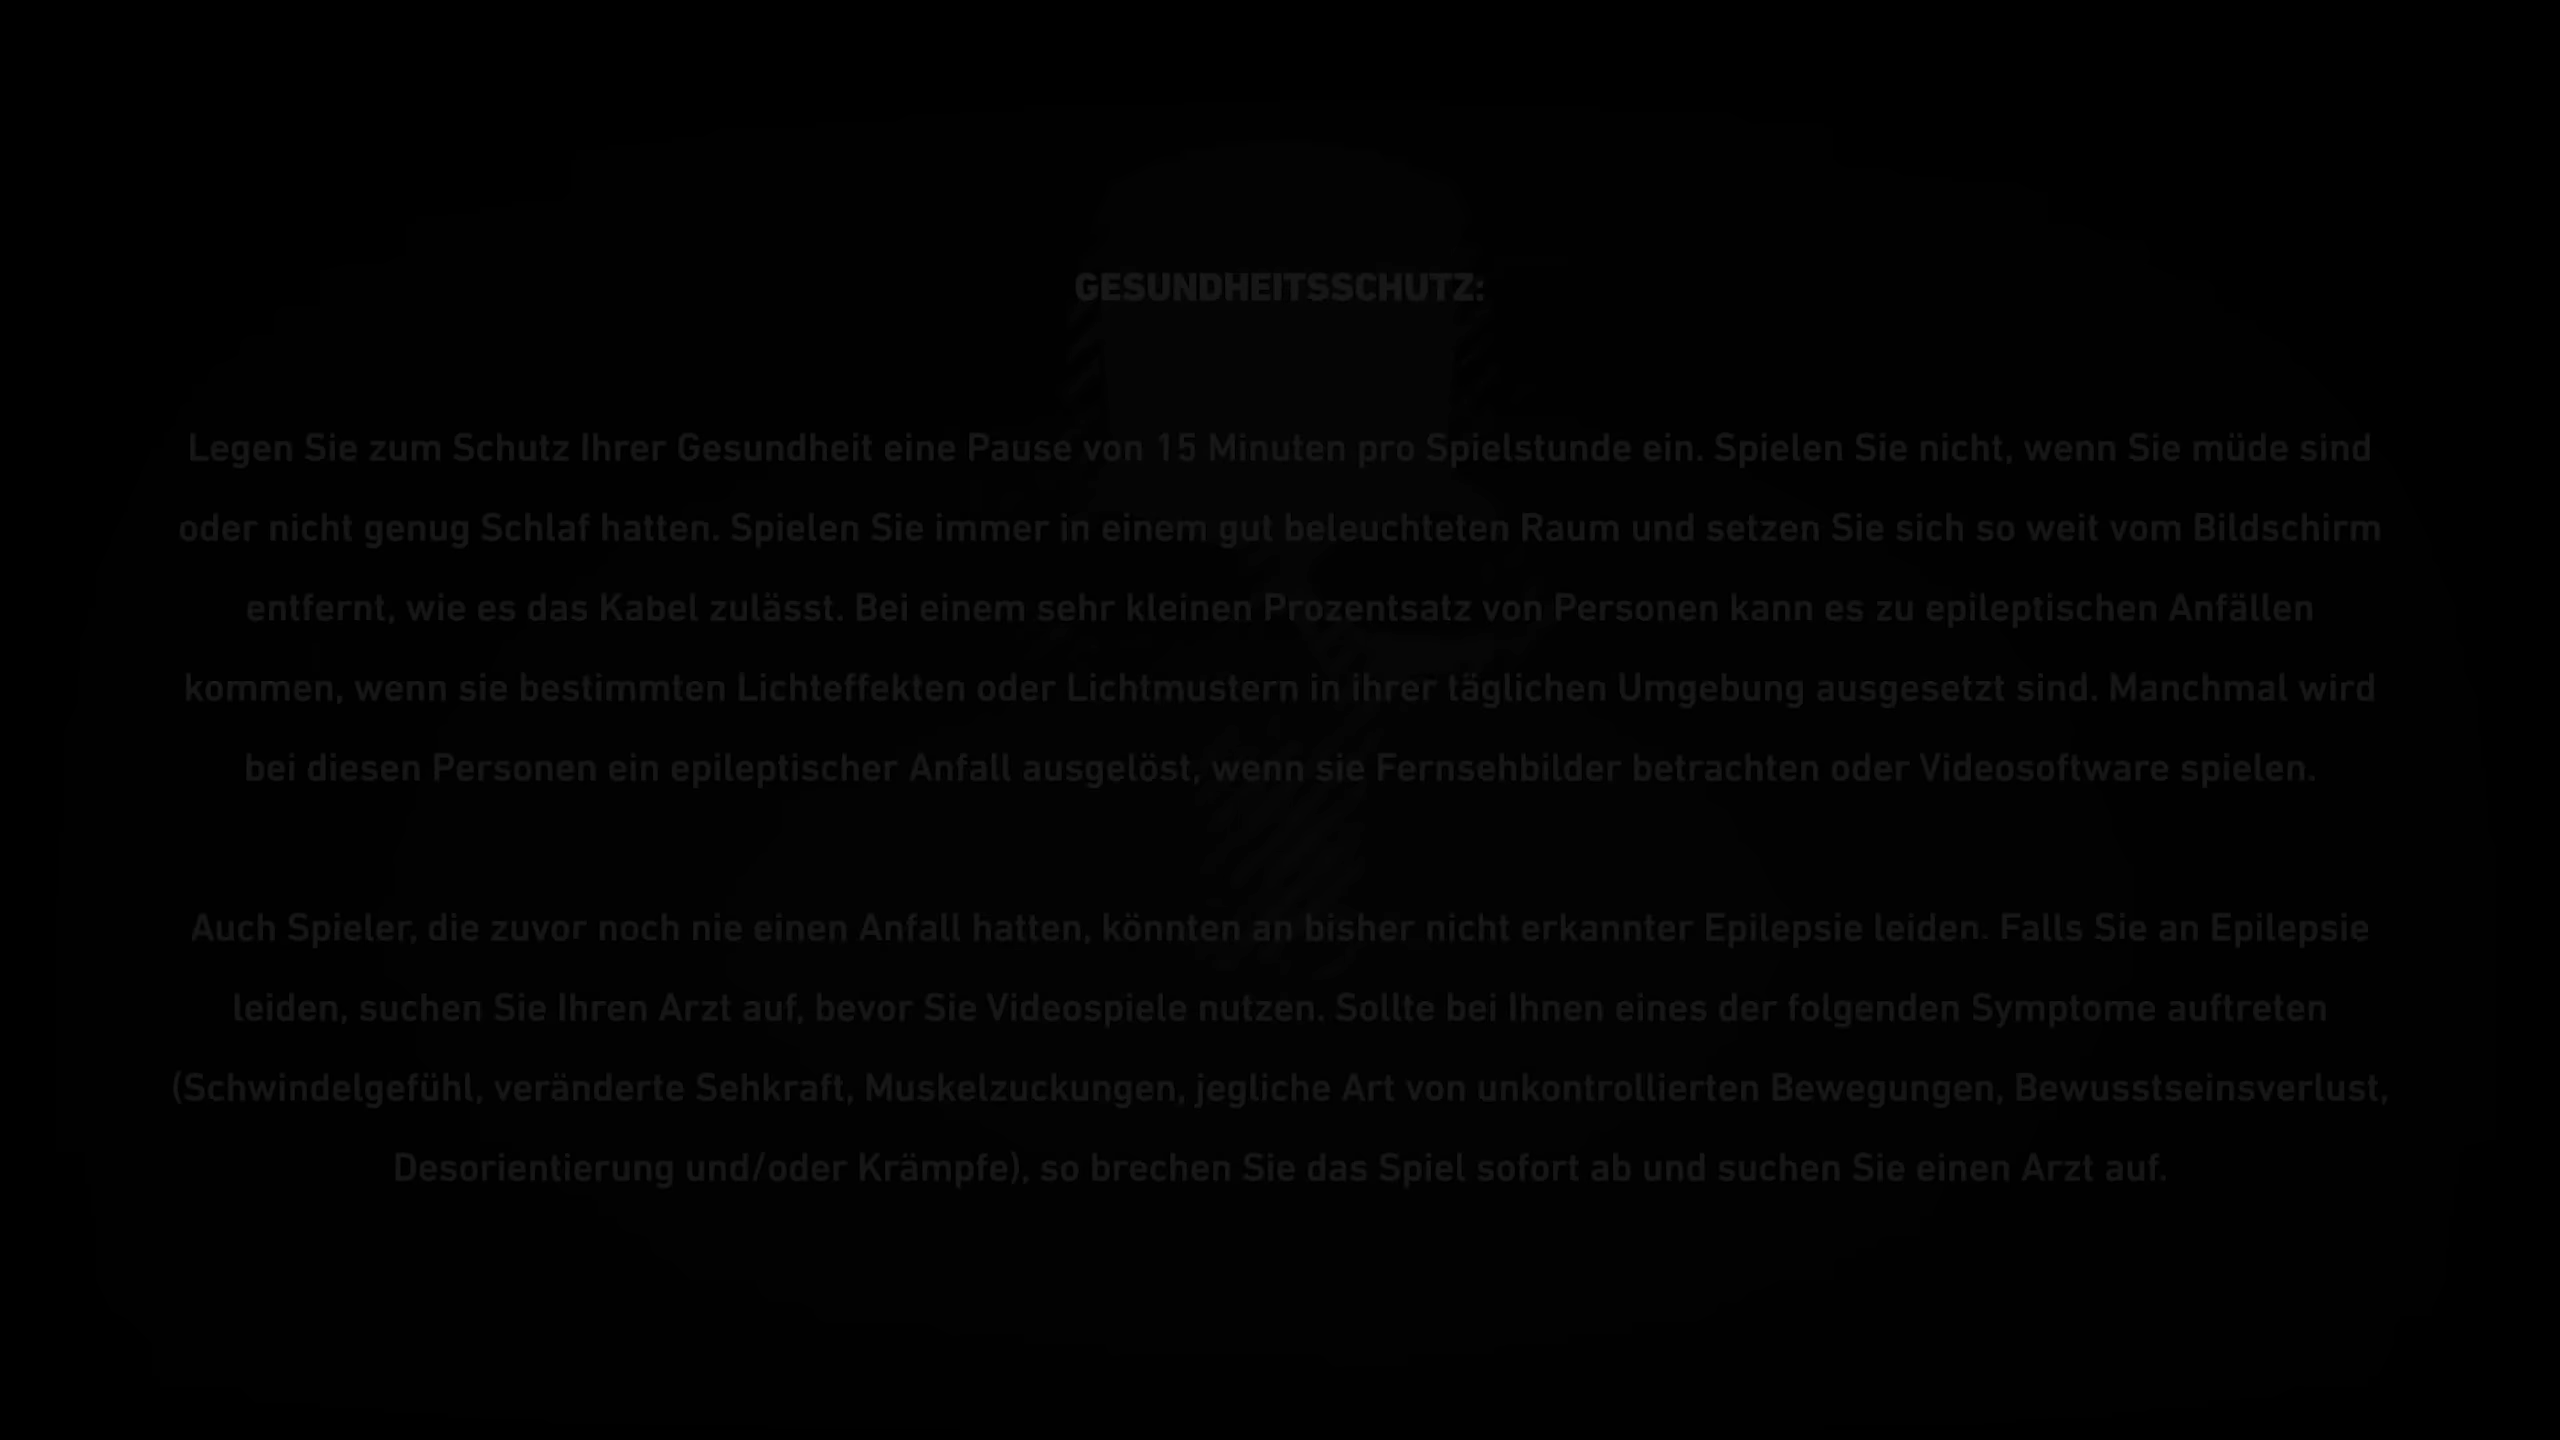 GESUNDHEITSSCHUTZ:
Legen Sie zum Schutz Ihrer Gesundheit eine Pause von 15 Minuten pro Spielstunde ein. Spielen Sie nicht, wenn Sie müde sind
oder nicht genug Schlaf hatten. Spielen Sie immer in einem gut beleuchteten Raum und setzen Sie sich so weit vom Bildschirm
entfernt, wie es das Kabel zulässt. Bei einem sehr kleinen Prozentsatz von Personen kann es zu epileptischen Anfällen
kommen, wenn sie bestimmten Lichteffekten oder Lichtmustern in ihrer täglichen Umgebung ausgesetzt sind. Manchmal wird
bei diesen Personen ein epileptischer Anfall ausgelöst, wenn sie Fernsehbilder betrachten oder Videosoftware spielen.
Auch Spieler, die zuvor noch nie einen Anfall hatten, könnten an bisher nicht erkannter Epilepsie leiden. Falls Sie an Epilepsie
leiden, suchen Sie Ihren Arzt auf, bevor Sie Videospiele nutzen. Sollte bei Ihnen eines der folgenden Symptome auftreten
(Schwindelgefühl, veränderte Sehkraft, Muskelzuckungen, jegliche Art von unkontrollierten Bewegungen, Bewusstseinsverlust,
Desorientierung und/oder Krämpfe), so brechen Sie das Spiel sofort ab und suchen Sie einen Arzt auf.